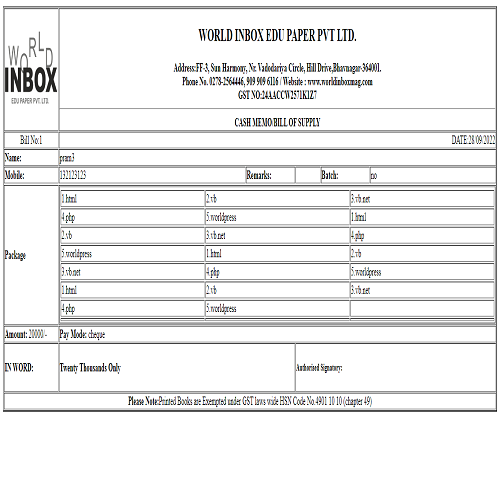 WORLD
INBOX
EDU PAPER PVT. LTD.
WORLD INBOX EDU PAPER PVT LTD.
Address:FF-3, Sun Harmony, Nr. Vadodariya Circle, Hill Drive,Bhavnagar-364001.
Phone No. 0278-2564446, 909 909 6116 / Website : www.worldinboxmag.com
GST NO:24AACCW2571K1Z7
CASH MEMO/BILL OF SUPPLY
Bill No:1 DATE:28/09/2022
Name: pram3
Mobile: 132123123 Remarks: Batch: no
Package
1.html 2.vb 3.vb.net
4.php 5.worldpress 1.html
2.vb 3.vb.net 4.php
5.worldpress 1.html 2.vb
3.vb.net 4.php 5.worldpress
1.html 2.vb 3.vb.net
4.php 5.worldpress
Amount: 20000/- Pay Mode: cheque
IN WORD: Twenty Thousands Only Authorised Signatory:
Please Note:Printed Books are Exempted under GST laws wide HSN Code No.4901 10 10 (chapter 49)